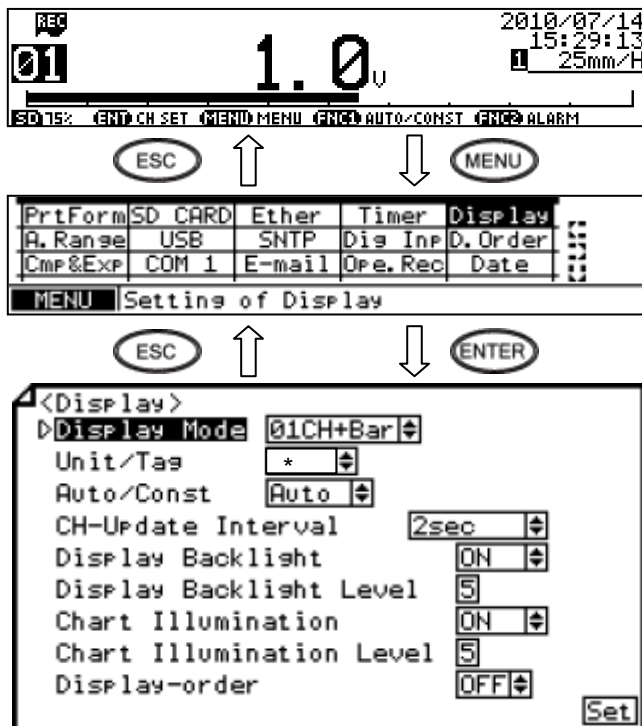 REC
2010/07/14
15:29:13
01 1.0V 1 25mm/H
SD 75% ENT CH SET MENU MENU FNC1 AUTO/CONST FNC2 ALARM
ESC MENU
PrtForm SD CARD Ether Timer Display
A.Range USB SNTP Dig Inp D.Order
Cmp&Exp COM 1 E-mail Ope.Rec Date
MENU Setting of Display
ESC ENTER
<Display>
Display Mode 01CH+Bar
Unit/Tag *
Auto/Const Auto
CH-Update Interval 2sec
Display Backlight ON
Display Backlight Level 5
Chart Illumination ON
Chart Illumination Level 5
Display-order OFF
Set